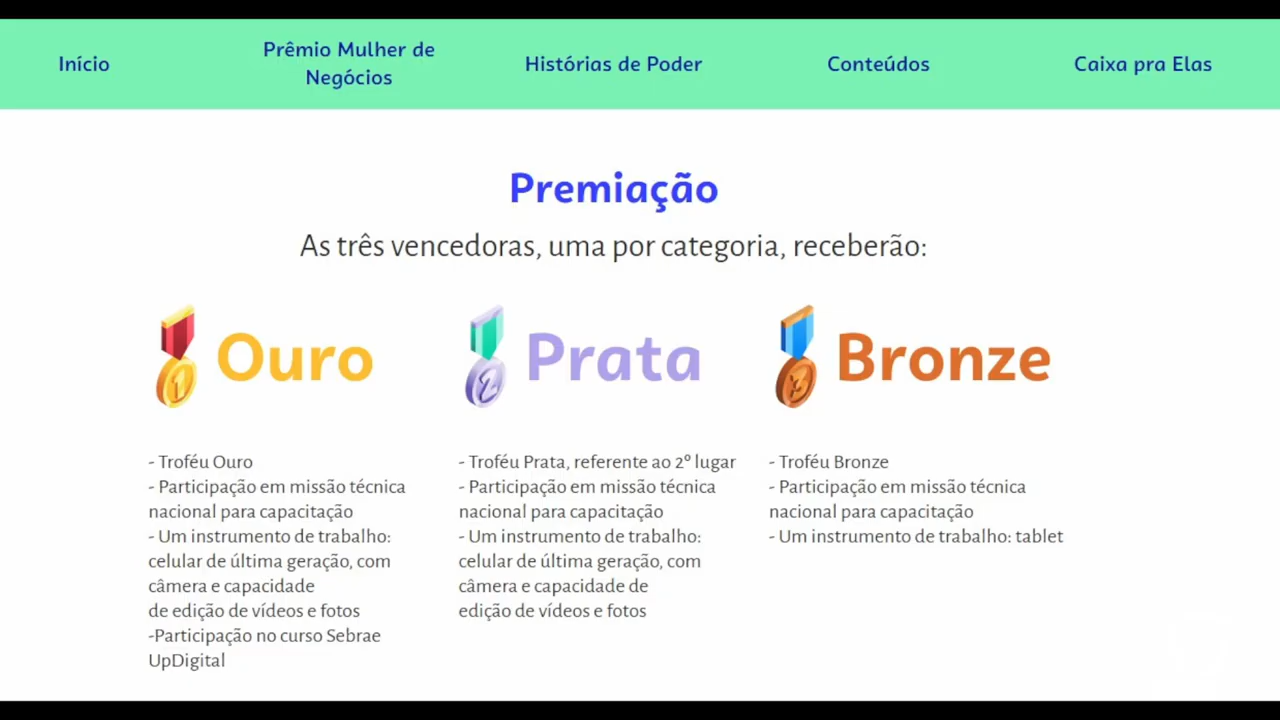 Início
Prêmio Mulher de
Negócios
Histórias de Poder
Conteúdos
Caixa pra Elas
Premiação
As três vencedoras, uma por categoria, receberão:
1 Ouro
- Troféu Ouro
- Participação em missão técnica
nacional para capacitação
- Um instrumento de trabalho:
celular de última geração, com
câmera e capacidade
de edição de vídeos e fotos
-Participação no curso Sebrae
UpDigital
2 Prata
- Troféu Prata, referente ao 2º lugar
- Participação em missão técnica
nacional para capacitação
- Um instrumento de trabalho:
celular de última geração, com
câmera e capacidade de
edição de vídeos e fotos
3 Bronze
- Troféu Bronze
- Participação em missão técnica
nacional para capacitação
- Um instrumento de trabalho: tablet